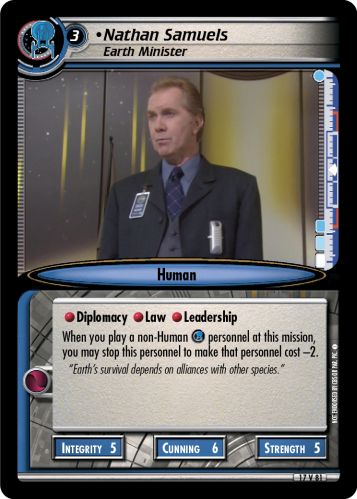 3
•Nathan Samuels
Earth Minister
Human
Diplomacy Law Leadership
When you play a non-Human personnel at this mission,
you may stop this personnel to make that personnel cost –2.
"Earth's survival depends on alliances with other species."
INTEGRITY 5 CUNNING 6 STRENGTH 5
17 V 81